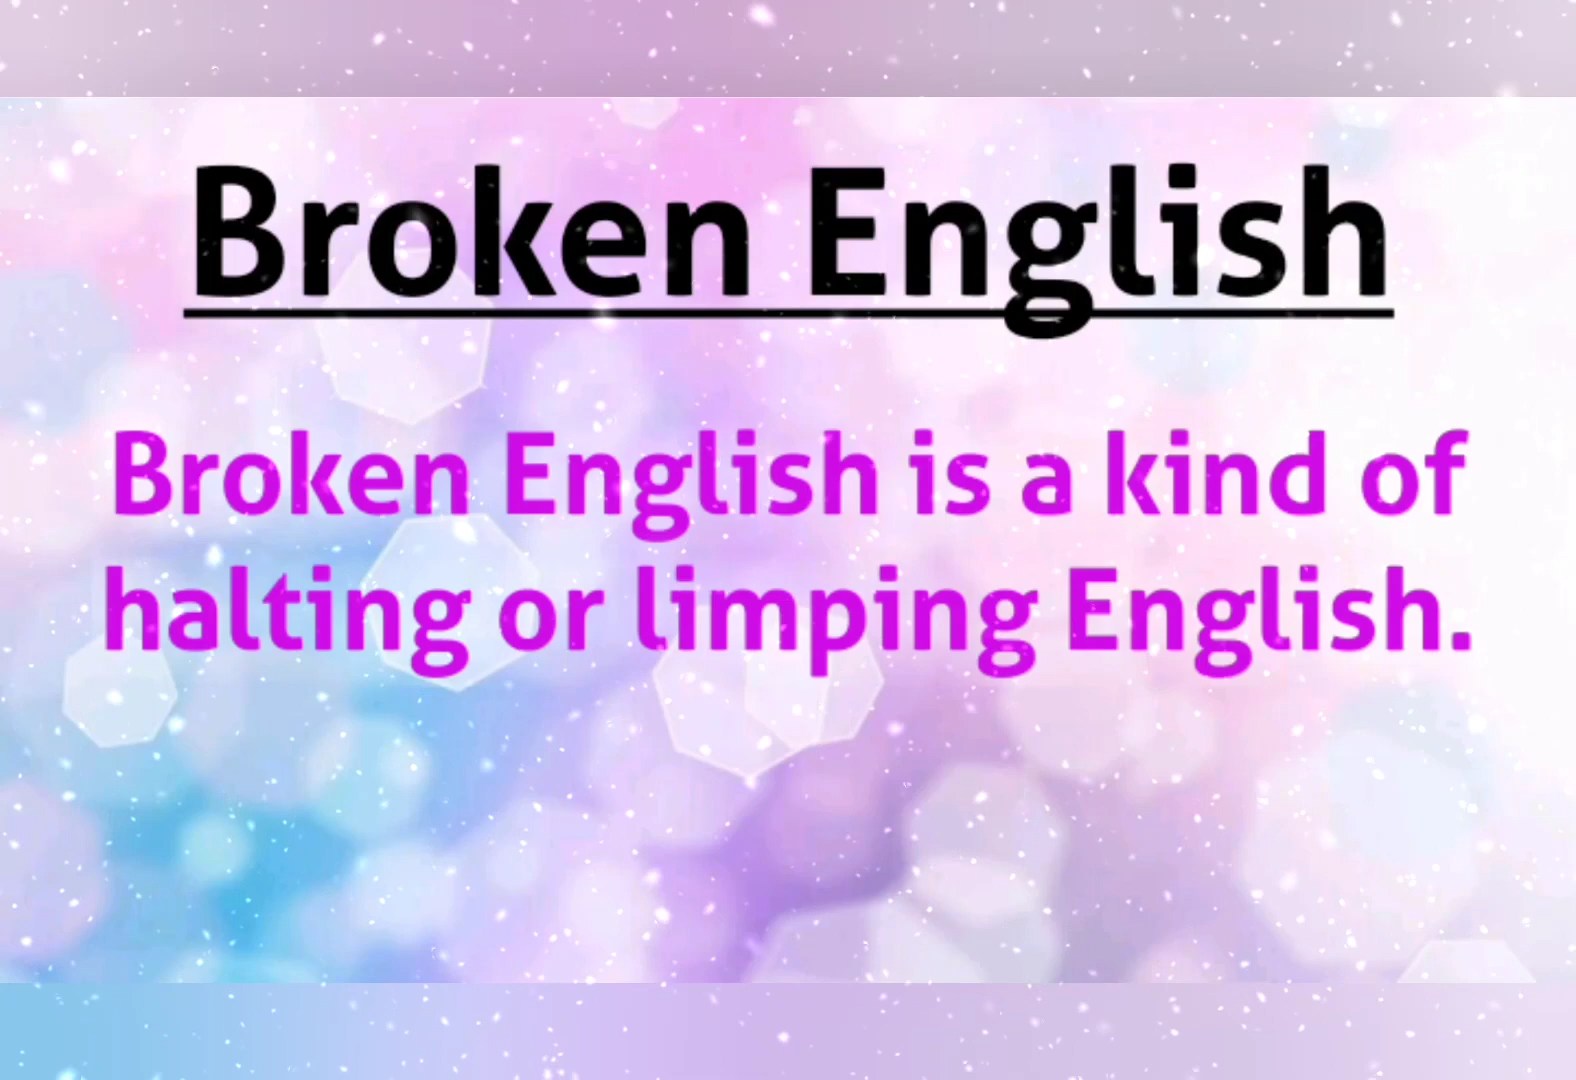 Broken English
Broken English is a kind of
halting or limping English.